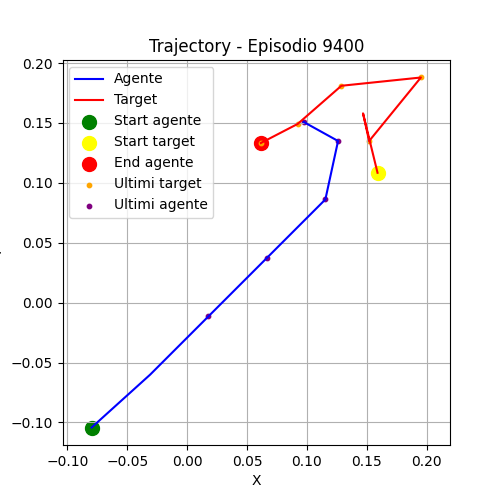 Trajectory - Episodio 9400
Agente
Target
Start agente
Start target
End agente
Ultimi target
Ultimi agente
0.20
0.15
0.10
0.05
0.00
−0.05
−0.10
−0.10
−0.05
0.00
0.05
0.10
0.15
0.20
X